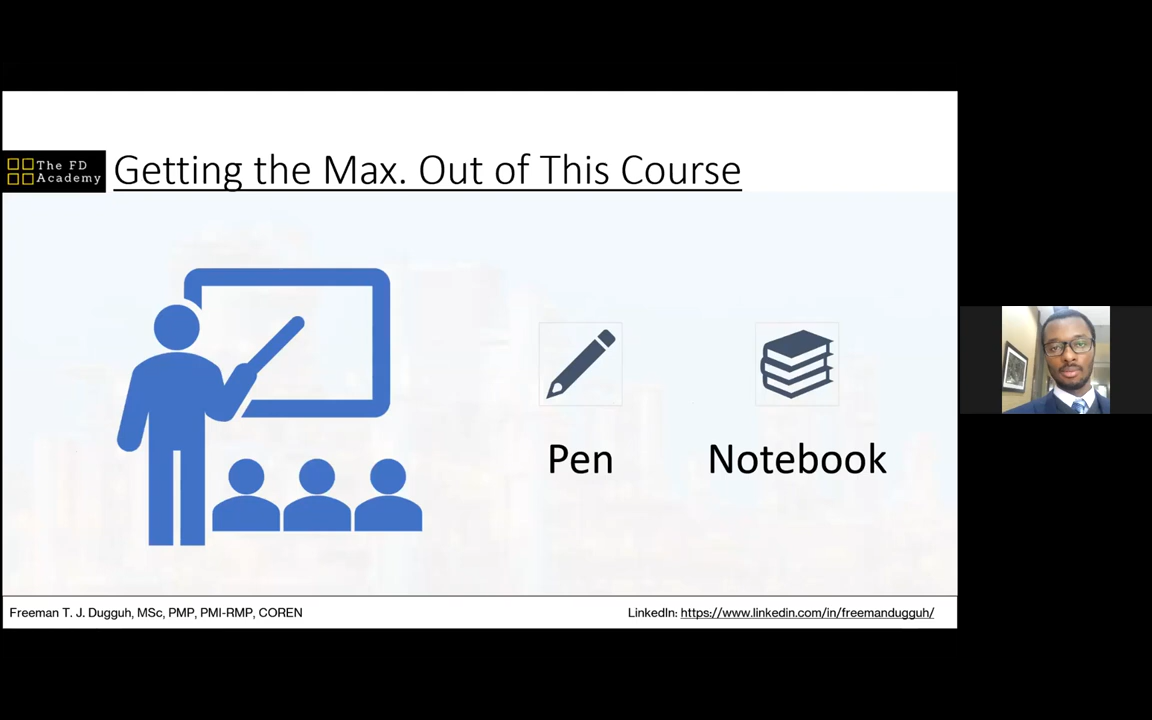 The FD
Academy
Getting the Max. Out of This Course
Pen
Notebook
Freeman T. J. Dugguh, MSc, PMP, PMI-RMP, COREN
LinkedIn: https://www.linkedin.com/in/freemandugguh/